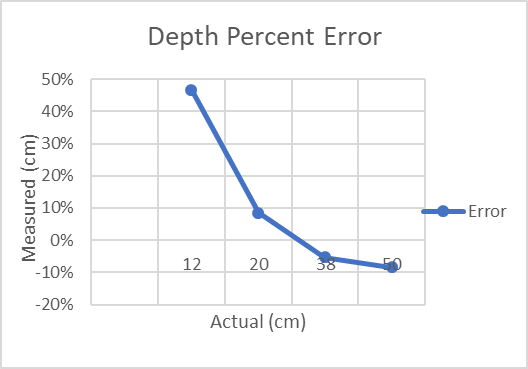 Depth Percent Error
50%
40%
30%
20%
10%
0%
-10%
-20%
Measured (cm)
12 20 38 50
Actual (cm)
Error